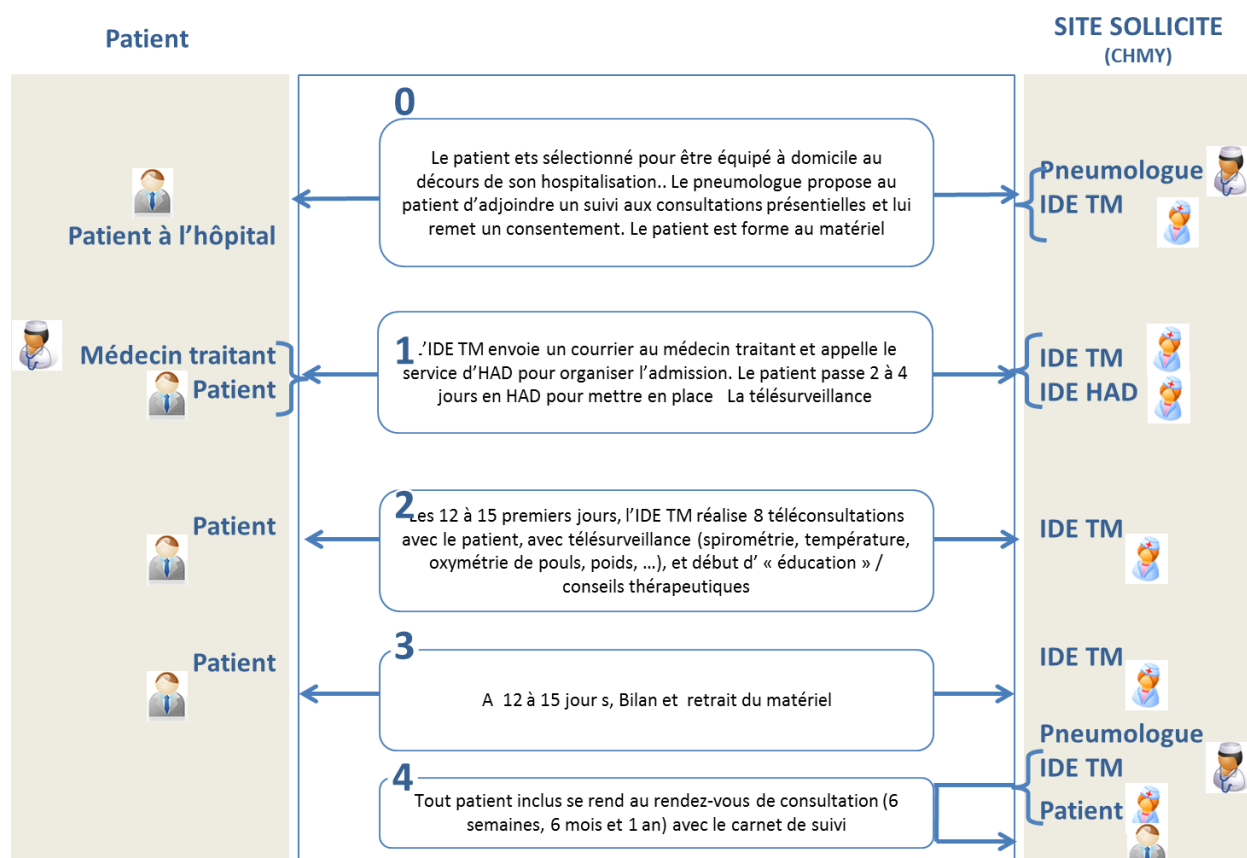 Patient
SITE SOLLICITE
(CHMY)
0
Le patient ets sélectionné pour être équipé à domicile au
décours de son hospitalisation.. Le pneumologue propose au
patient d’adjoindre un suivi aux consultations présentielles et lui
remet un consentement. Le patient est forme au matériel
Patient à l’hôpital
Pneumologue
IDE TM
1
.’IDE TM envoie un courrier au médecin traitant et appelle le
service d’HAD pour organiser l’admission. Le patient passe 2 à 4
jours en HAD pour mettre en place La télésurveillance
Médecin traitant
Patient
IDE TM
IDE HAD
2
Les 12 à 15 premiers jours, l’IDE TM réalise 8 téléconsultations
avec le patient, avec télésurveillance (spirométrie, température,
oxymétrie de pouls, poids, …), et début d’ « éducation » /
conseils thérapeutiques
Patient
IDE TM
3
A 12 à 15 jour s, Bilan et retrait du matériel
Patient
IDE TM
4
Tout patient inclus se rend au rendez-vous de consultation (6
semaines, 6 mois et 1 an) avec le carnet de suivi
Pneumologue
IDE TM
Patient